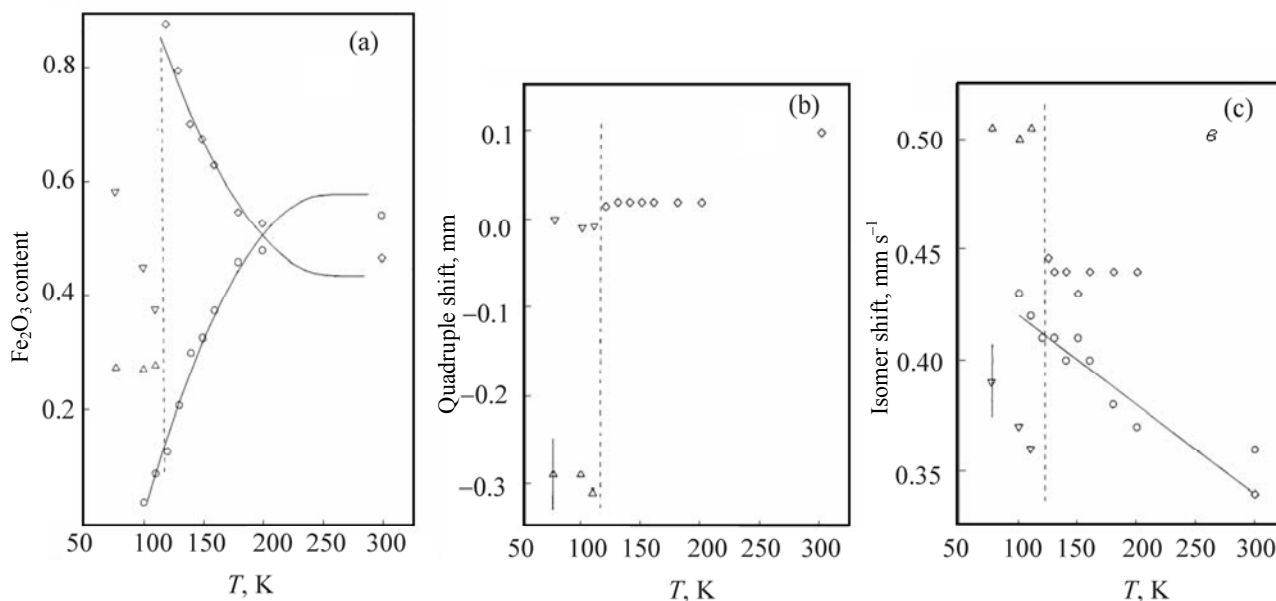 (a)
0.8
0.6
0.4
0.2
Fe₂O₃ content
50 100 150 200 250 300
T, K
(b)
0.1
0.0
−0.1
−0.2
−0.3
Quadruple shift, mm
50 100 150 200 250 300
T, K
(c)
в
0.50
0.45
0.40
0.35
Isomer shift, mm s⁻¹
50 100 150 200 250 300
T, K